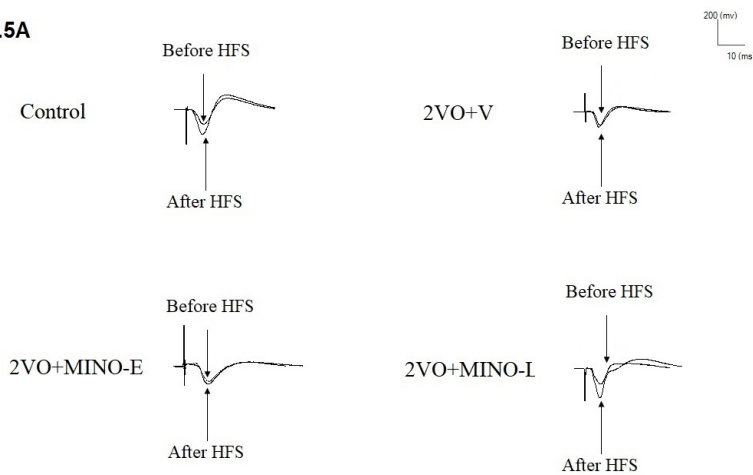 .5A
200 (mv)
10 (ms
Before HFS
Control
After HFS
Before HFS
2VO+V
After HFS
Before HFS
2VO+MINO-E
After HFS
Before HFS
2VO+MINO-L
After HFS